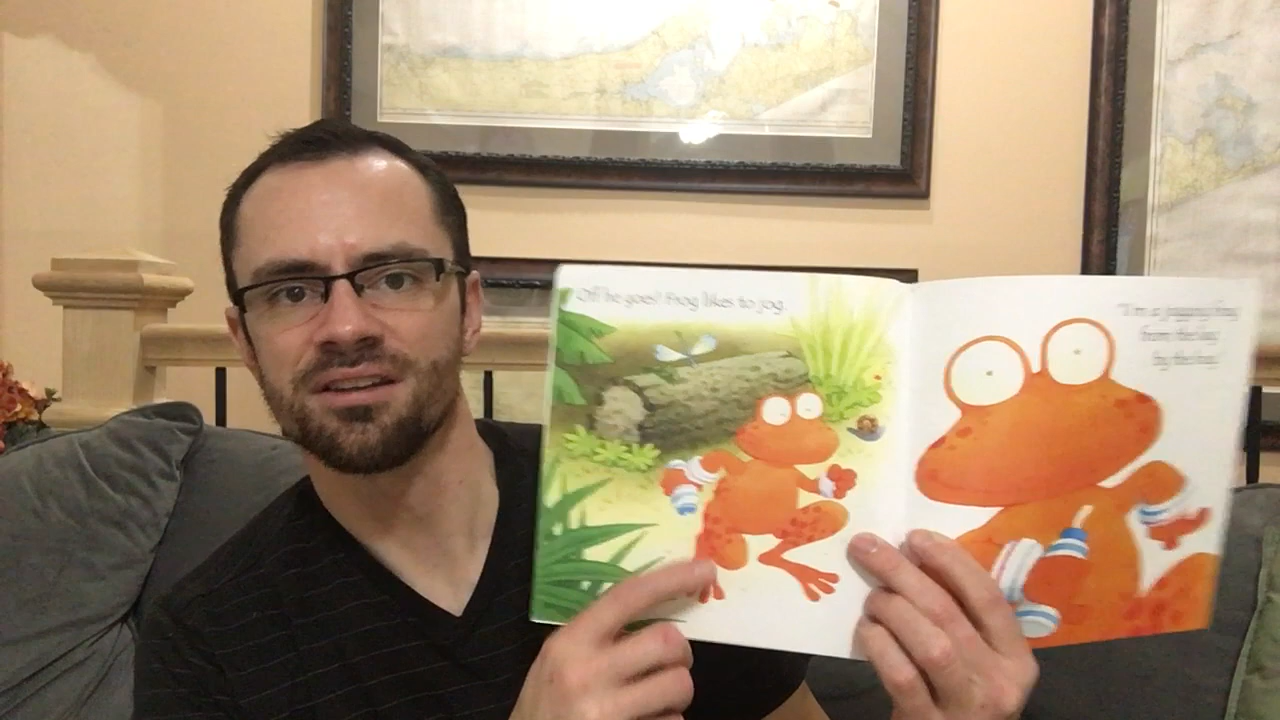 Off he goes! Frog likes to jog.
"I'm a jogging frog
from the bog
by the log."